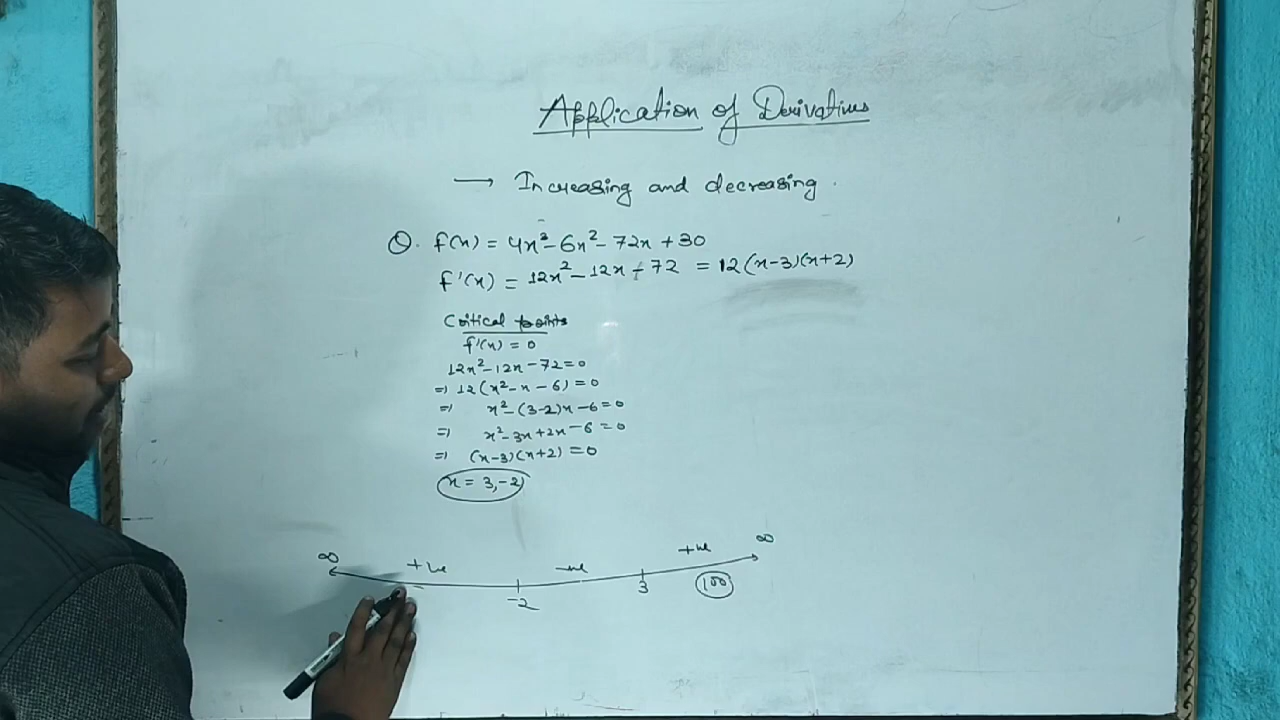 Application of Derivatives
→ Increasing and decreasing.
Q. f(x) = 4x³ - 6x² - 72x + 30
f'(x) = 12x² - 12x - 72 = 12(x-3)(x+2)
Critical points
f'(x) = 0
12x² - 12x - 72 = 0
⇒ 12(x² - x - 6) = 0
⇒ x² - (3-2)x - 6 = 0
⇒ x² - 3x + 2x - 6 = 0
⇒ (x-3)(x+2) = 0
x = 3, -2
∞ +ve -ve +ve ∞
-2 3 100